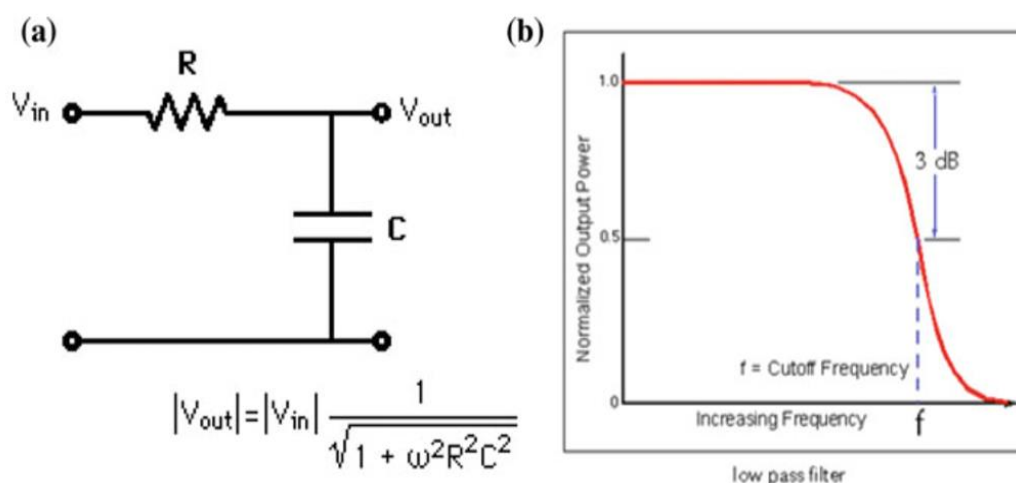 (a)
R
Vin
Vout
C
|Vout|=|Vin| 1/√(1 + ω²R²C²)
(b)
Normalized Output Power
1.0
3 dB
0.5
f = Cutoff Frequency
0
Increasing Frequency
f
low pass filter